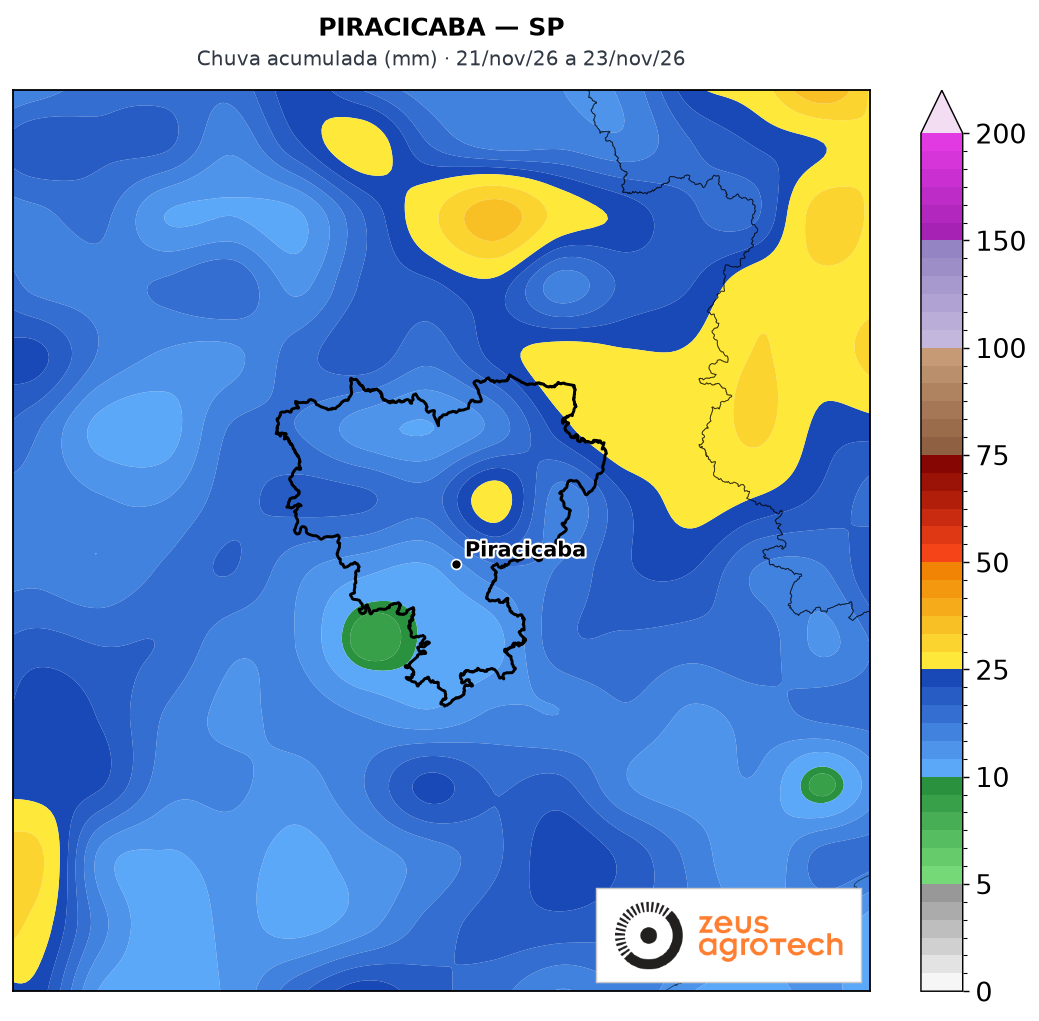 PIRACICABA — SP
Chuva acumulada (mm) · 21/nov/26 a 23/nov/26
200
150
100
75
50
25
10
5
0
Piracicaba
zeus
agrotech